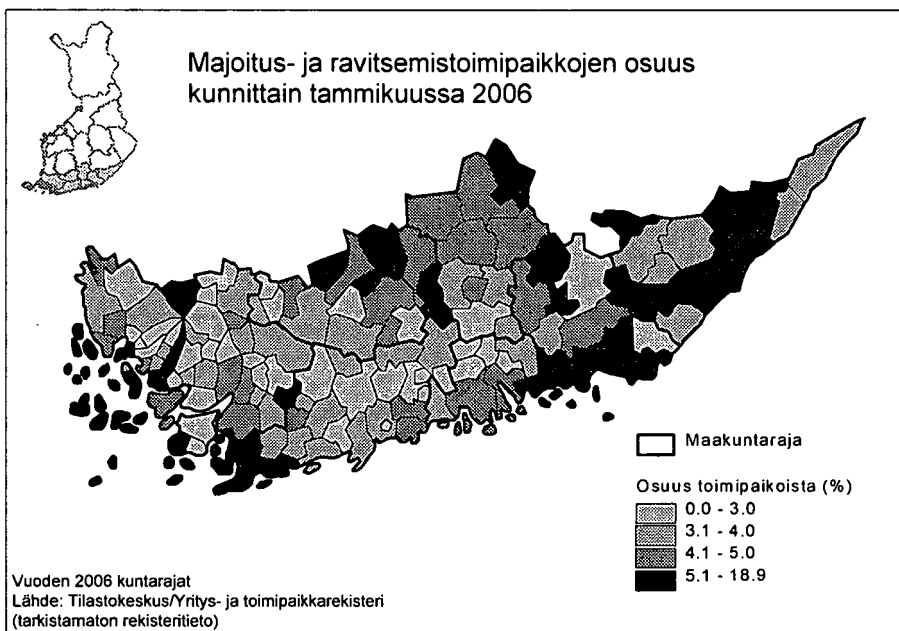 Majoitus- ja ravitsemistoimipaikkojen osuus
kunnittain tammikuussa 2006
Maakuntaraja
Osuus toimipaikoista (%)
0.0 - 3.0
3.1 - 4.0
4.1 - 5.0
5.1 - 18.9
Vuoden 2006 kuntarajat
Lähde: Tilastokeskus/Yritys- ja toimipaikkarekisteri
(tarkistamaton rekisteritieto)